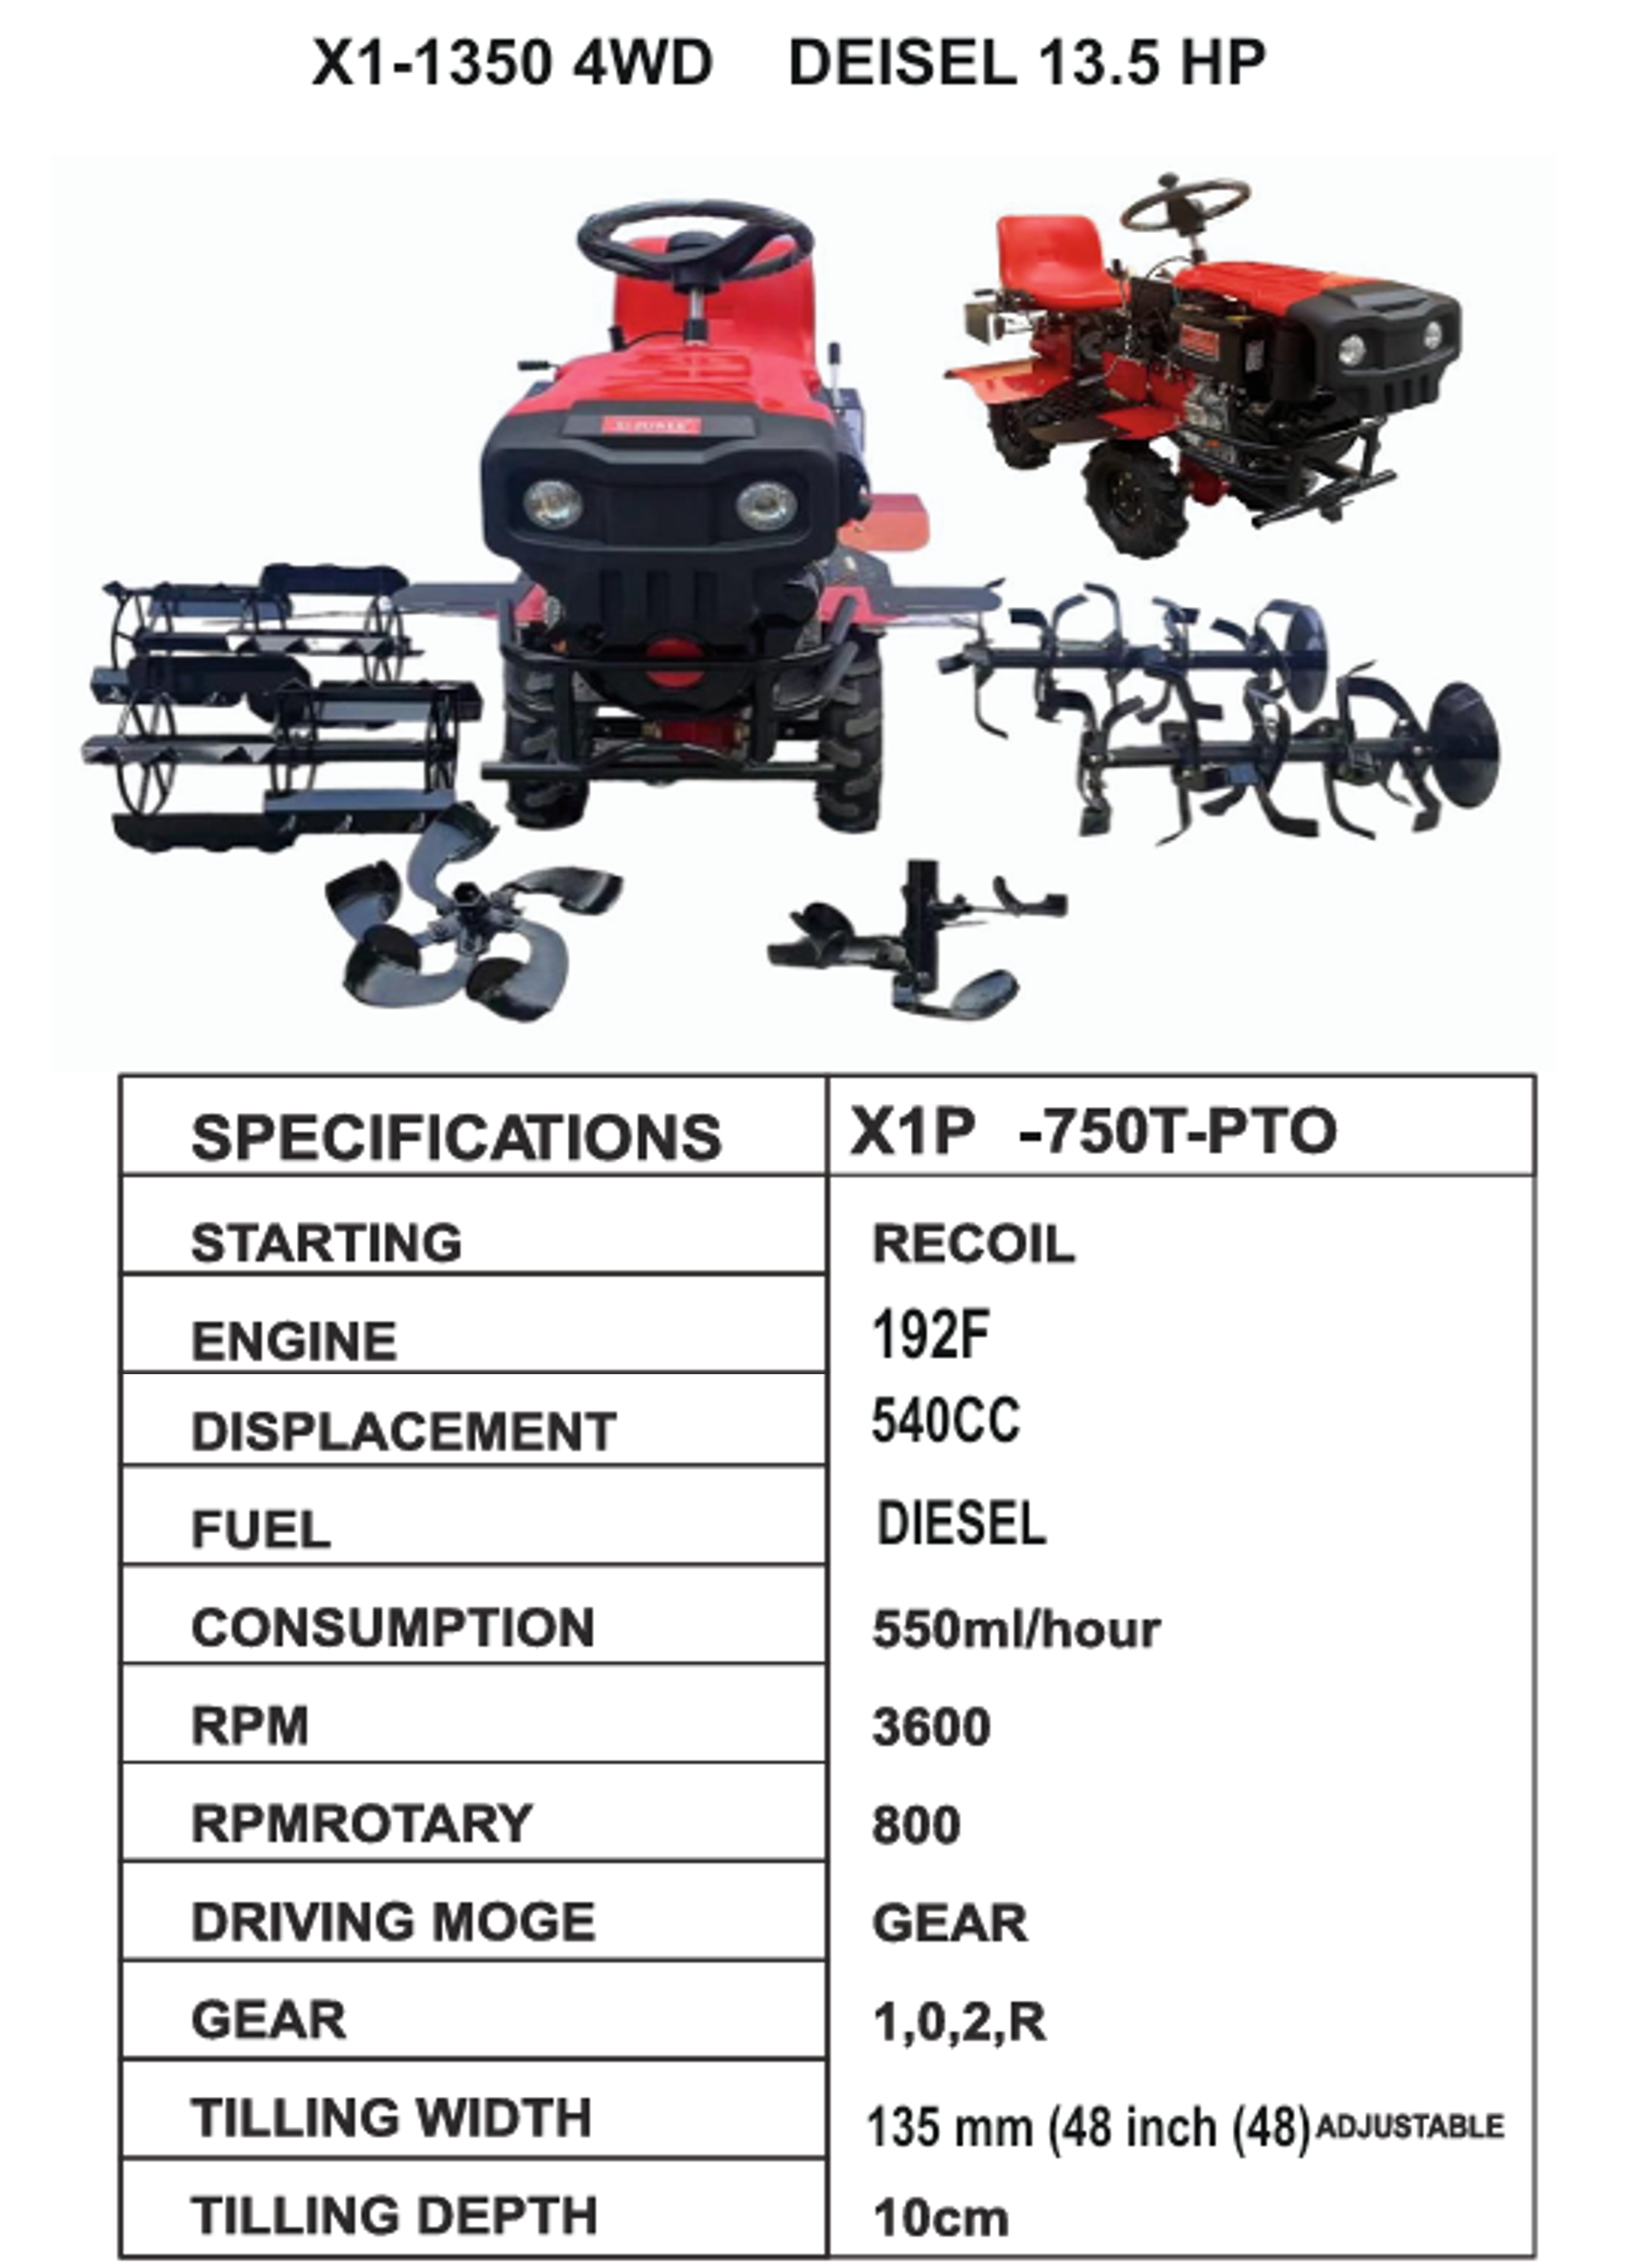 X1-1350 4WD DEISEL 13.5 HP
SPECIFICATIONS X1P -750T-PTO
STARTING RECOIL
ENGINE 192F
DISPLACEMENT 540CC
FUEL DIESEL
CONSUMPTION 550ml/hour
RPM 3600
RPMROTARY 800
DRIVING MOGE GEAR
GEAR 1,0,2,R
TILLING WIDTH 135 mm (48 inch (48) ADJUSTABLE
TILLING DEPTH 10cm